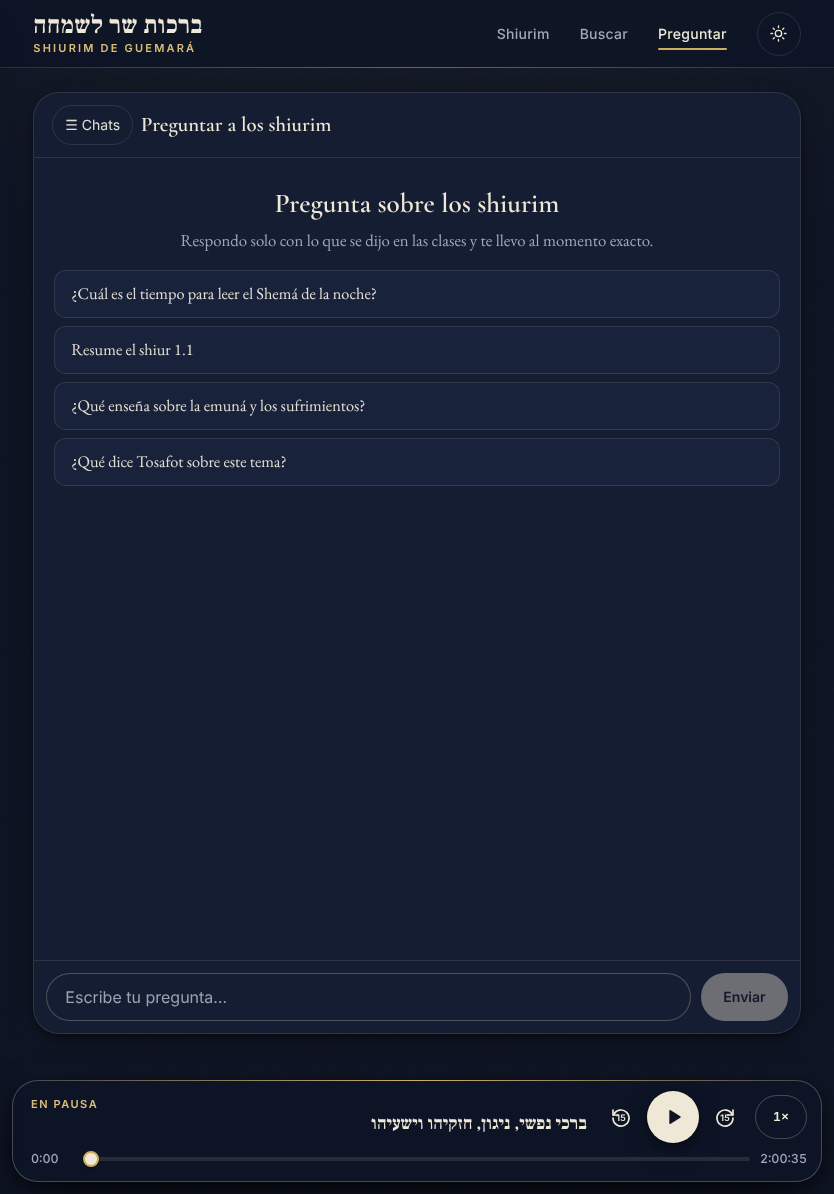 ברכות שר לשמחה
SHIURIM DE GUEMARÁ
Shiurim
Buscar
Preguntar
☰ Chats
Preguntar a los shiurim
Pregunta sobre los shiurim
Respondo solo con lo que se dijo en las clases y te llevo al momento exacto.
¿Cuál es el tiempo para leer el Shemá de la noche?
Resume el shiur 1.1
¿Qué enseña sobre la emuná y los sufrimientos?
¿Qué dice Tosafot sobre este tema?
Escribe tu pregunta...
Enviar
EN PAUSA
ברכי נפשי, ניגון, חזקיהו וישעיהו
15
15
1×
0:00
2:00:35